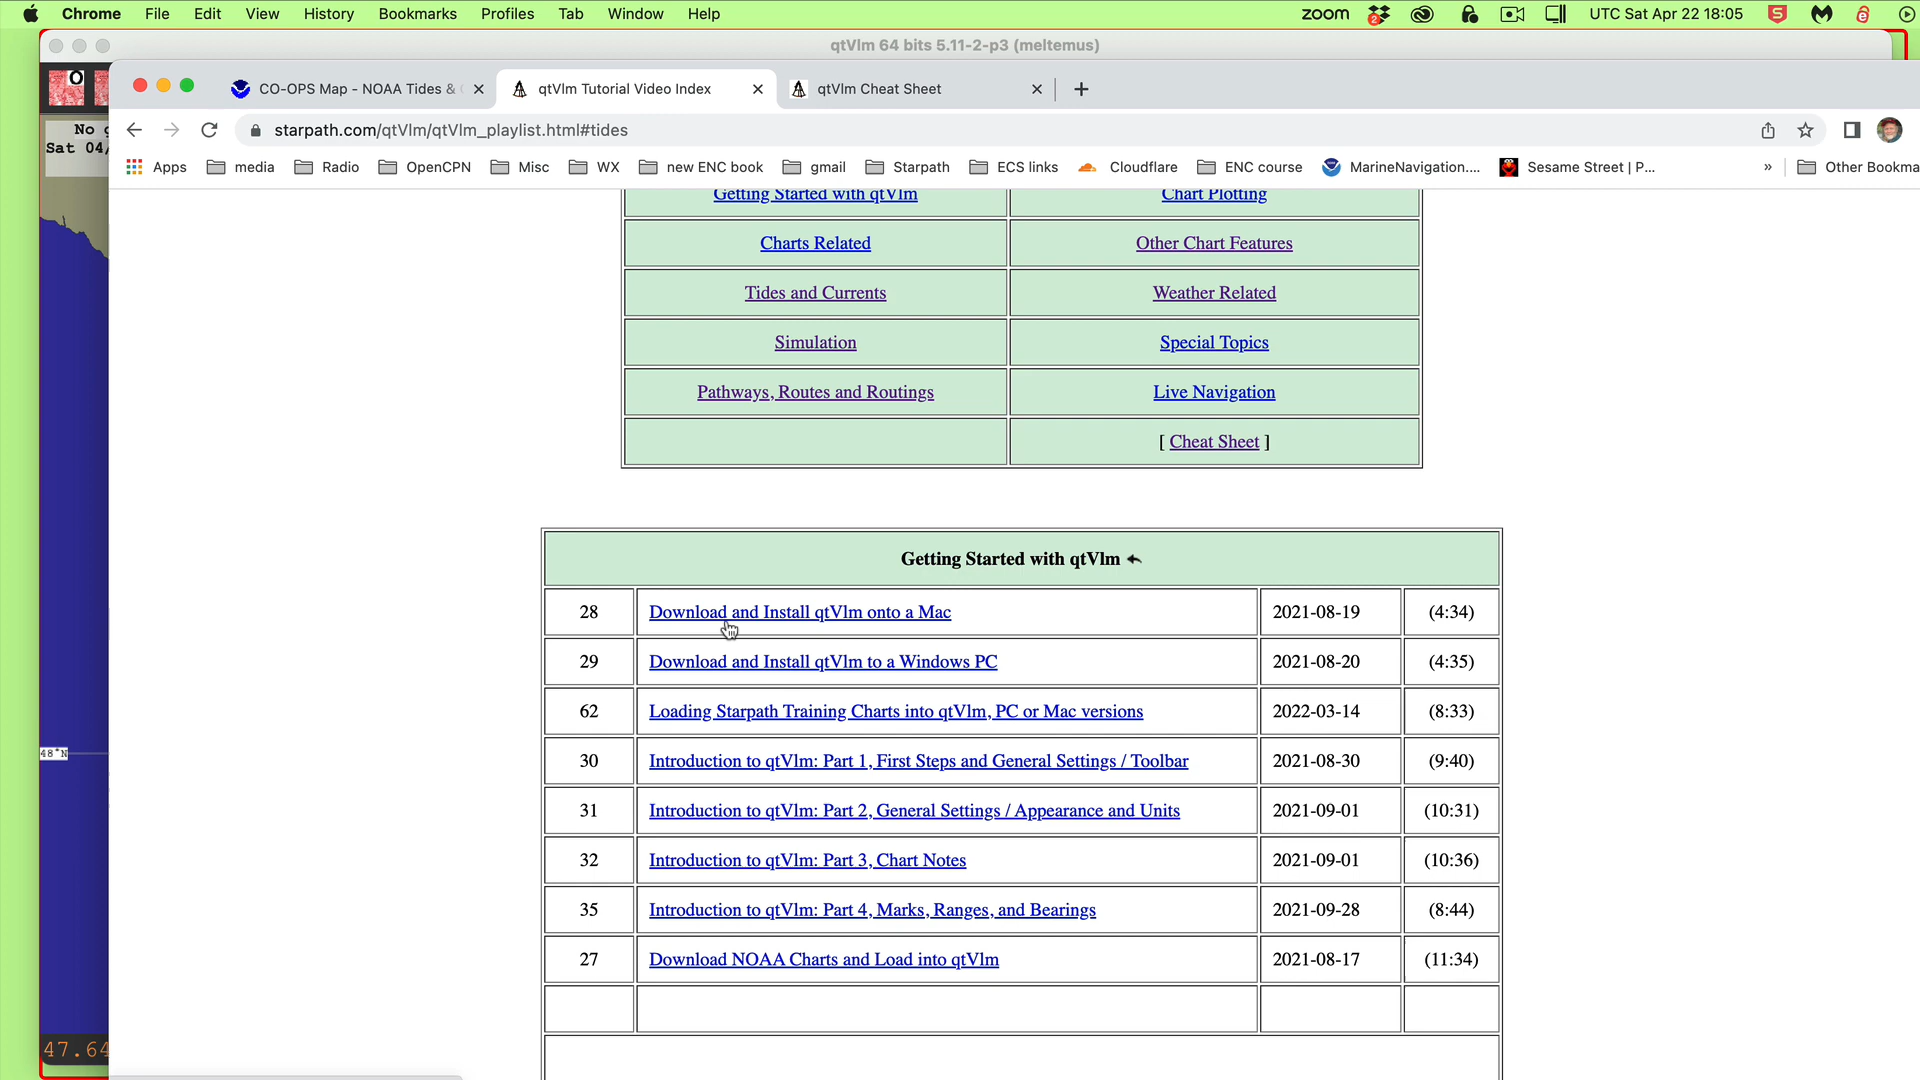 Chrome File Edit View History Bookmarks Profiles Tab Window Help zoom 2 UTC Sat Apr 22 18:05
qtVlm 64 bits 5.11-2-p3 (meltemus)
CO-OPS Map - NOAA Tides & qtVlm Tutorial Video Index qtVlm Cheat Sheet
starpath.com/qtVlm/qtVlm_playlist.html#tides
Apps media Radio OpenCPN Misc WX new ENC book gmail Starpath ECS links Cloudflare ENC course MarineNavigation.... Sesame Street | P... » Other Bookma
No
Sat 04/
Getting Started with qtVlm Chart Plotting
Charts Related Other Chart Features
Tides and Currents Weather Related
Simulation Special Topics
Pathways, Routes and Routings Live Navigation
[ Cheat Sheet ]
Getting Started with qtVlm
28 Download and Install qtVlm onto a Mac 2021-08-19 (4:34)
29 Download and Install qtVlm to a Windows PC 2021-08-20 (4:35)
62 Loading Starpath Training Charts into qtVlm, PC or Mac versions 2022-03-14 (8:33)
30 Introduction to qtVlm: Part 1, First Steps and General Settings / Toolbar 2021-08-30 (9:40)
31 Introduction to qtVlm: Part 2, General Settings / Appearance and Units 2021-09-01 (10:31)
32 Introduction to qtVlm: Part 3, Chart Notes 2021-09-01 (10:36)
35 Introduction to qtVlm: Part 4, Marks, Ranges, and Bearings 2021-09-28 (8:44)
27 Download NOAA Charts and Load into qtVlm 2021-08-17 (11:34)
48°N
47.64